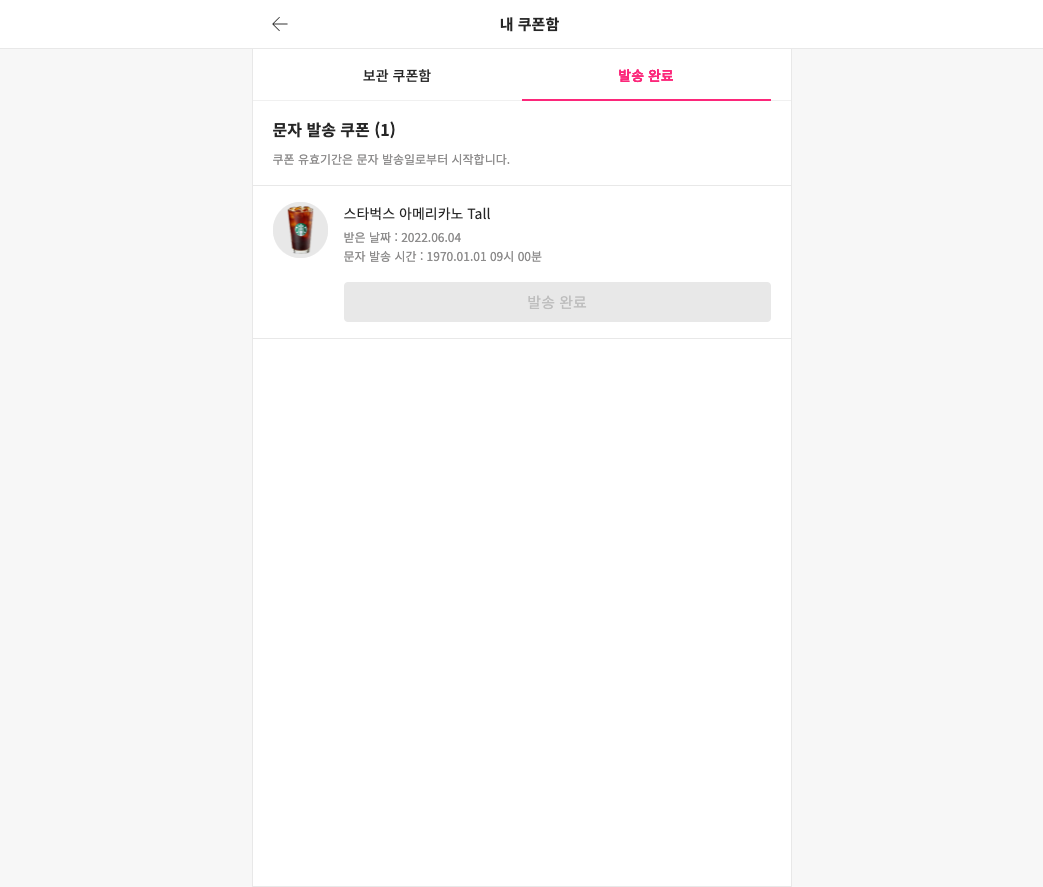 내 쿠폰함
보관 쿠폰함
발송 완료
문자 발송 쿠폰 (1)
쿠폰 유효기간은 문자 발송일로부터 시작합니다.
스타벅스 아메리카노 Tall
받은 날짜 : 2022.06.04
문자 발송 시간 : 1970.01.01 09시 00분
발송 완료